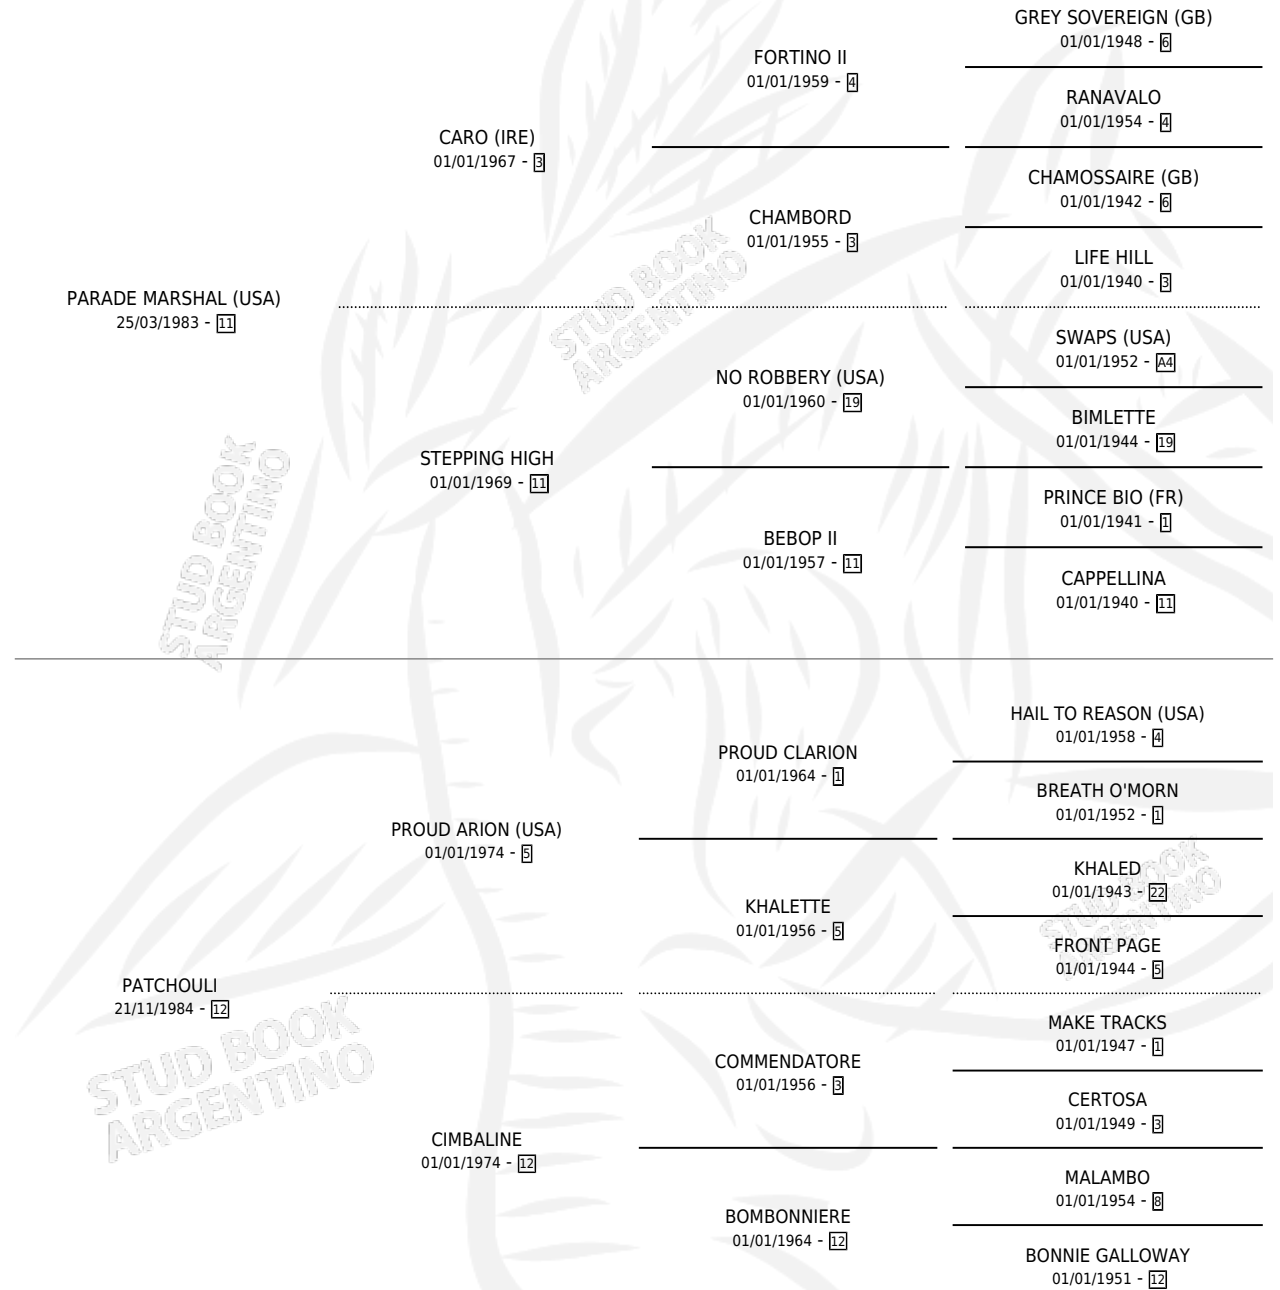 GREY SOVEREIGN (GB)
01/01/1948 - 6
FORTINO II
01/01/1959 - 4
RANAVALO
01/01/1954 - 4
CARO (IRE)
01/01/1967 - 3
CHAMOSSAIRE (GB)
01/01/1942 - 6
CHAMBORD
01/01/1955 - 3
LIFE HILL
01/01/1940 - 3
PARADE MARSHAL (USA)
25/03/1983 - 11
STUD BOOK
ARGENTINO
SWAPS (USA)
01/01/1952 - A4
NO ROBBERY (USA)
01/01/1960 - 19
BIMLETTE
01/01/1944 - 19
STEPPING HIGH
01/01/1969 - 11
PRINCE BIO (FR)
01/01/1941 - 1
BEBOP II
01/01/1957 - 11
CAPPELLINA
01/01/1940 - 11
STUD BOOK
ARGENTINO
HAIL TO REASON (USA)
01/01/1958 - 4
PROUD CLARION
01/01/1964 - 1
BREATH O'MORN
01/01/1952 - 1
PROUD ARION (USA)
01/01/1974 - 5
KHALED
01/01/1943 - 22
KHALETTE
01/01/1956 - 5
STUD BOOK
ARGENTINO
FRONT PAGE
01/01/1944 - 5
PATCHOULI
21/11/1984 - 12
STUD BOOK
ARGENTINO
MAKE TRACKS
01/01/1947 - 1
COMMENDATORE
01/01/1956 - 3
CERTOSA
01/01/1949 - 3
CIMBALINE
01/01/1974 - 12
MALAMBO
01/01/1954 - 8
BOMBONNIERE
01/01/1964 - 12
BONNIE GALLOWAY
01/01/1951 - 12